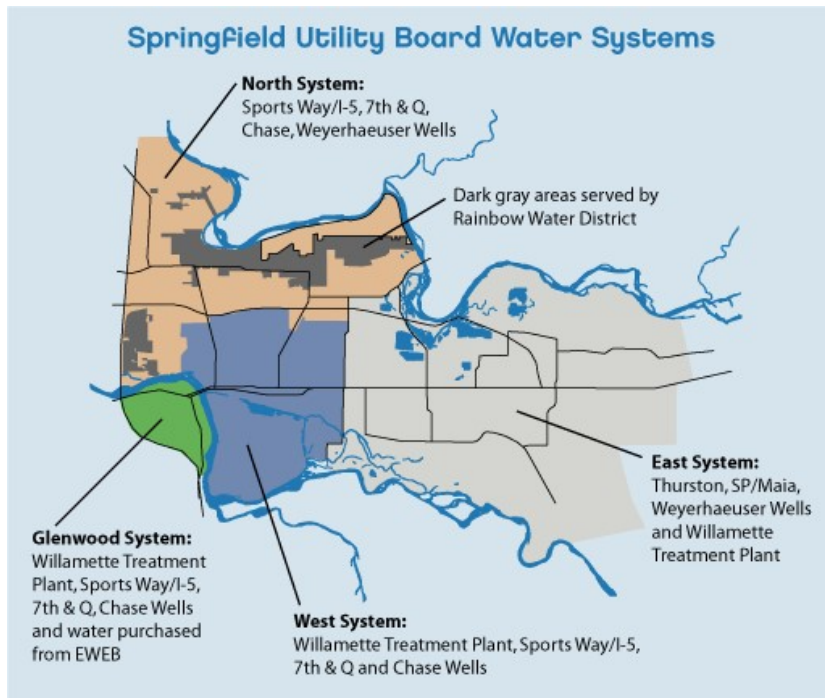 Springfield Utility Board Water Systems
North System:
Sports Way/I-5, 7th & Q,
Chase, Weyerhaeuser Wells
Dark gray areas served by
Rainbow Water District
East System:
Thurston, SP/Maia,
Weyerhaeuser Wells
and Willamette
Treatment Plant
Glenwood System:
Willamette Treatment
Plant, Sports Way/I-5,
7th & Q, Chase Wells
and water purchased
from EWEB
West System:
Willamette Treatment Plant, Sports Way/I-5,
7th & Q and Chase Wells